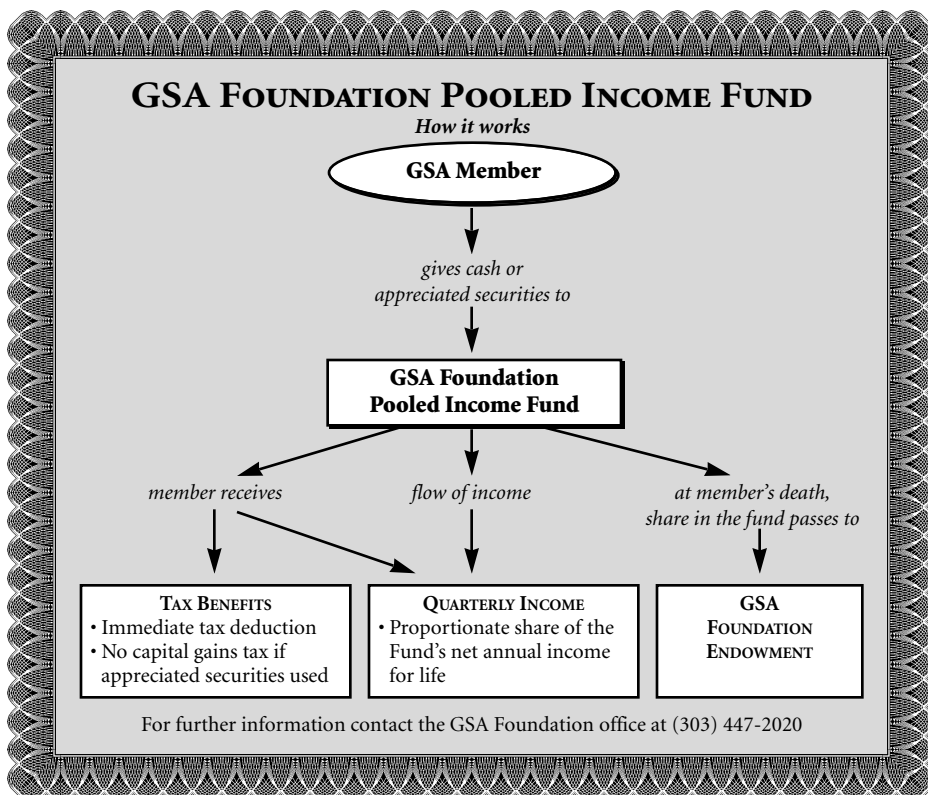 GSA FOUNDATION POOLED INCOME FUND
How it works
GSA Member
gives cash or
appreciated securities to
GSA Foundation
Pooled Income Fund
member receives
flow of income
at member’s death,
share in the fund passes to
TAX BENEFITS
• Immediate tax deduction
• No capital gains tax if
appreciated securities used
QUARTERLY INCOME
• Proportionate share of the
Fund’s net annual income
for life
GSA
FOUNDATION
ENDOWMENT
For further information contact the GSA Foundation office at (303) 447-2020